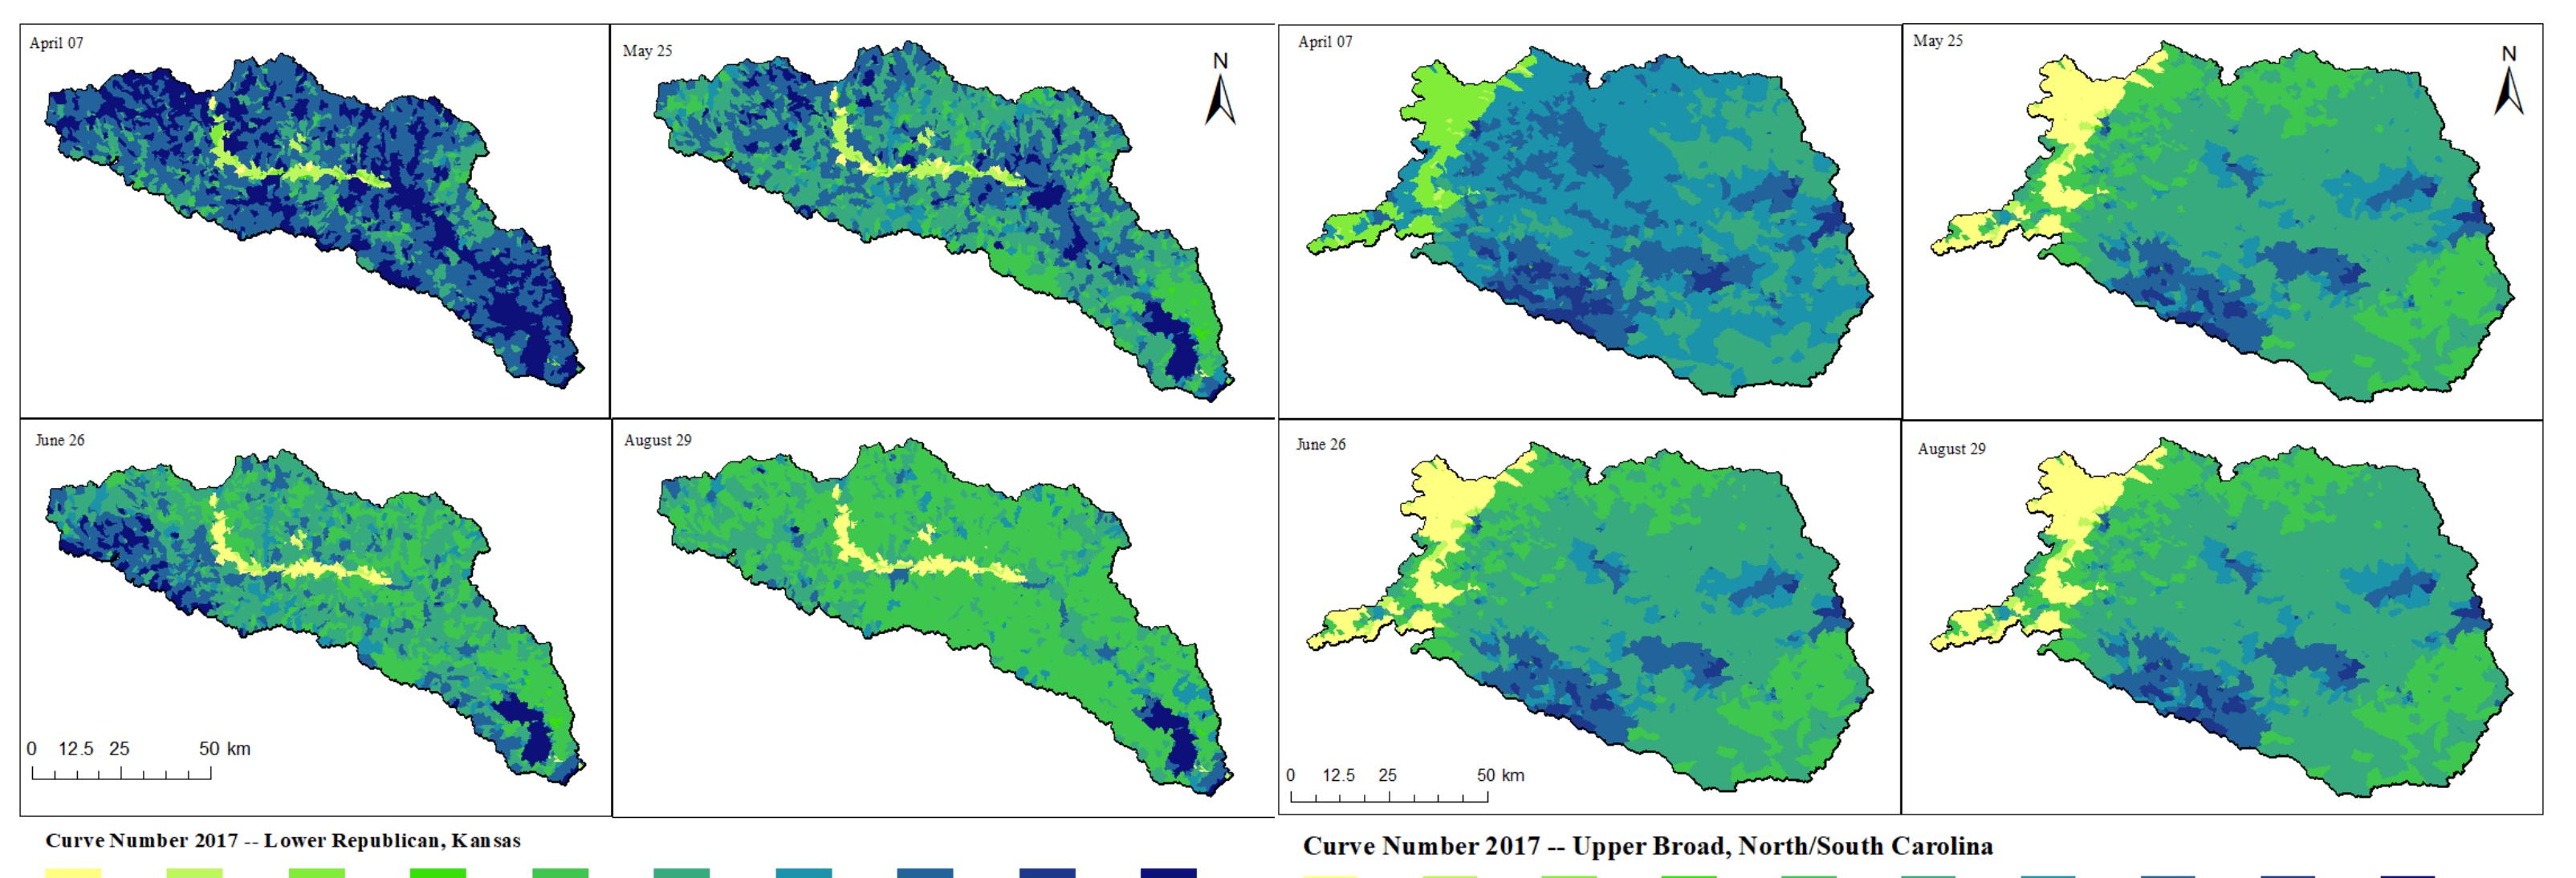 April 07
May 25
N
June 26
August 29
0 12.5 25 50 km
Curve Number 2017 -- Lower Republican, Kansas
April 07
May 25
N
June 26
August 29
0 12.5 25 50 km
Curve Number 2017 -- Upper Broad, North/South Carolina